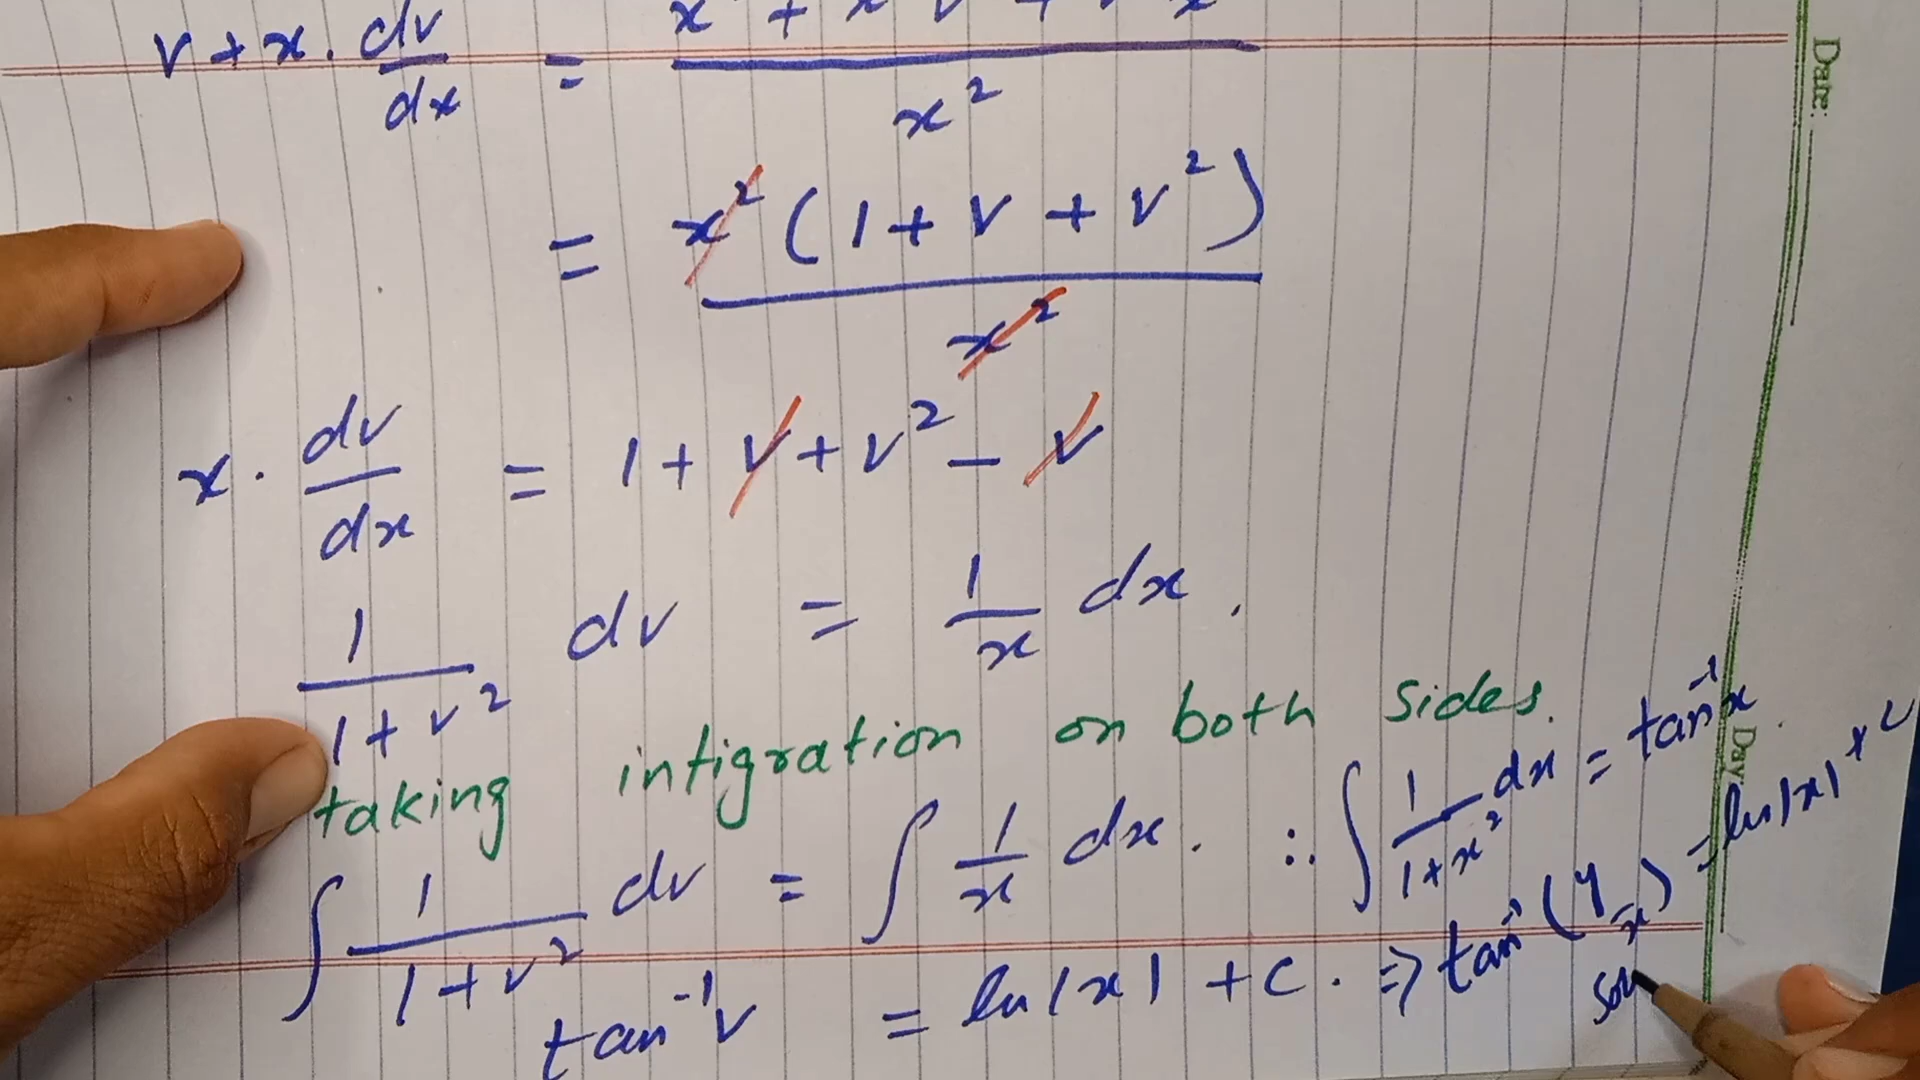 v + x · dv/dx = x² + x²v + v²x² / x²
= x² (1 + v + v²) / x²
x · dv/dx = 1 + v + v² - v
1/1+v² dv = 1/x dx .
taking intigration on both sides.
∫ 1/1+v² dv = ∫ 1/x dx . ∴ ∫ 1/1+x² dx = tan⁻¹x
tan⁻¹v = ln|x| + c . ⇒ tan⁻¹(y/x) = ln|x| + c
Date:
Day: